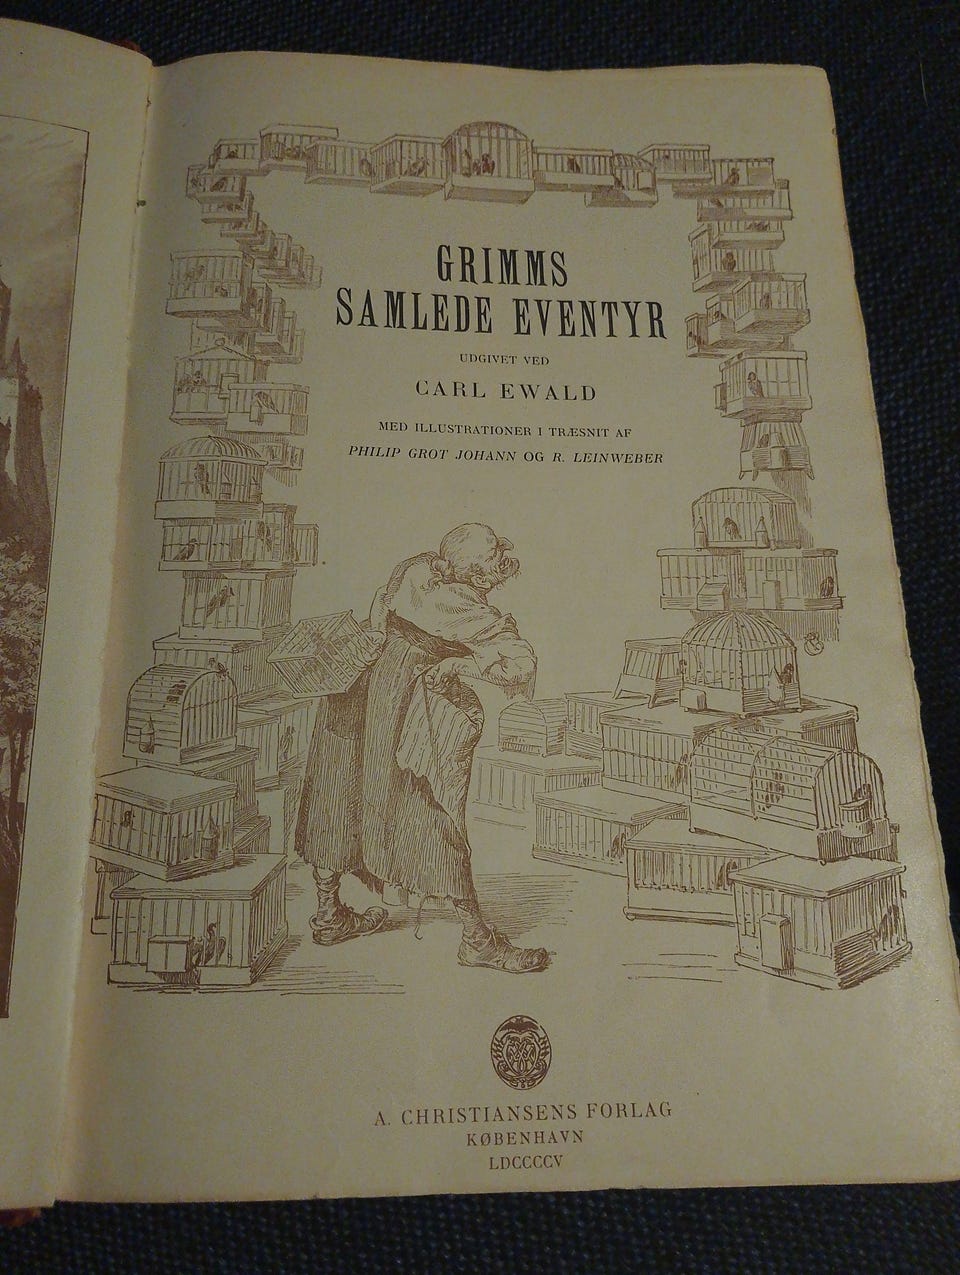 GRIMMS
SAMLEDE EVENTYR
UDGIVET VED
CARL EWALD
MED ILLUSTRATIONER I TRÆSNIT AF
PHILIP GROT JOHANN OG R. LEINWEBER
A. CHRISTIANSENS FORLAG
KØBENHAVN
LDCCCCV